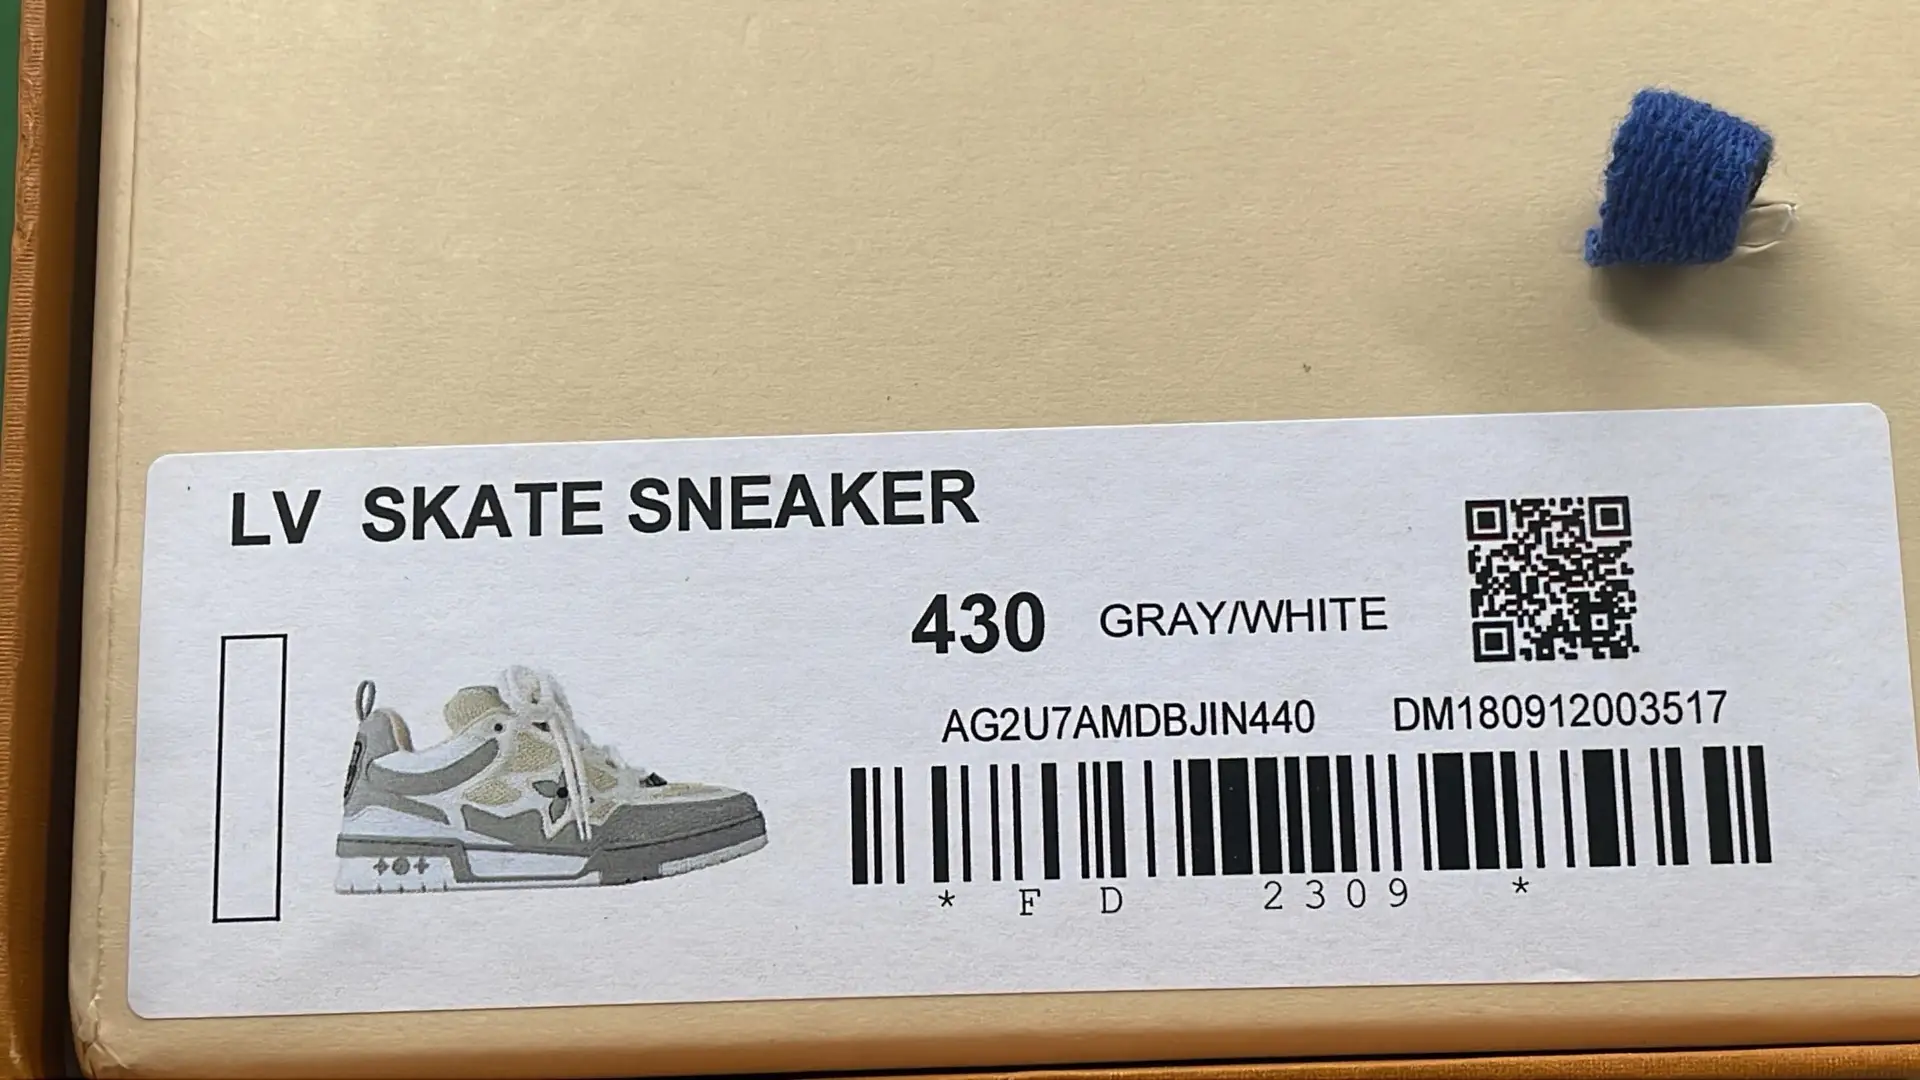 LV SKATE SNEAKER
430 GRAY/WHITE
AG2U7AMDBJIN440 DM180912003517
* F D 2309 *